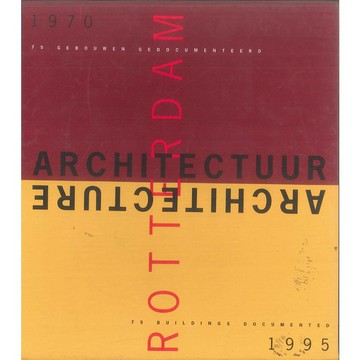 1970
75 GEBOUWEN GEDOCUMENTEERD
ROTTERDAM
ARCHITECTUUR
ARCHITECTURE
75 BUILDINGS DOCUMENTED
1995